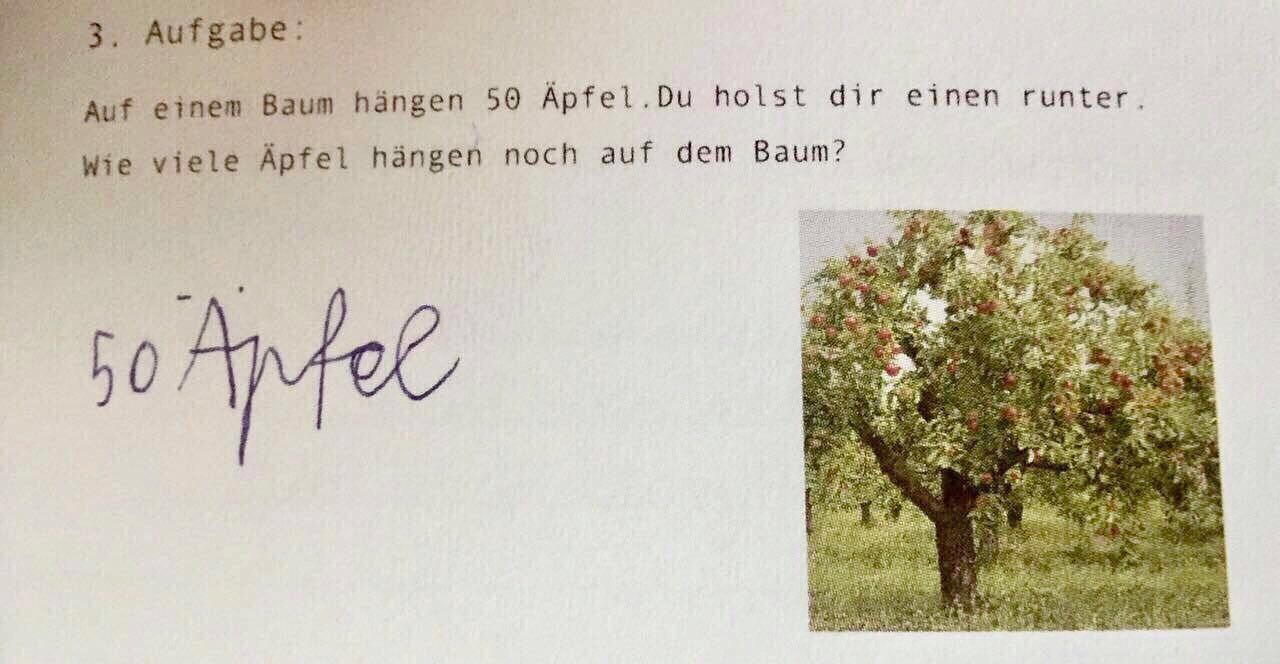 3. Aufgabe:
Auf einem Baum hängen 50 Äpfel.Du holst dir einen runter.
Wie viele Äpfel hängen noch auf dem Baum?
50 Äpfel